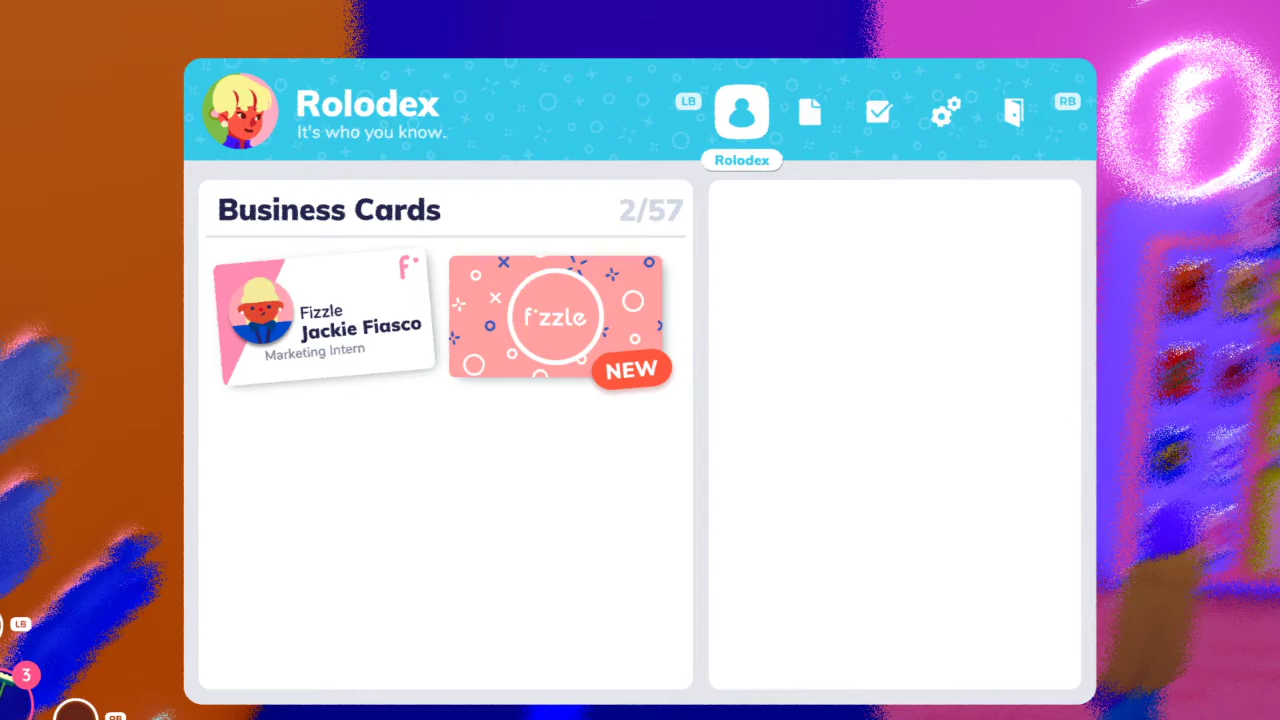 Rolodex
It's who you know.
LB
RB
Rolodex
Business Cards
2/57
f
Fizzle
Jackie Fiasco
Marketing Intern
fizzle
NEW
f
LB
3
RB